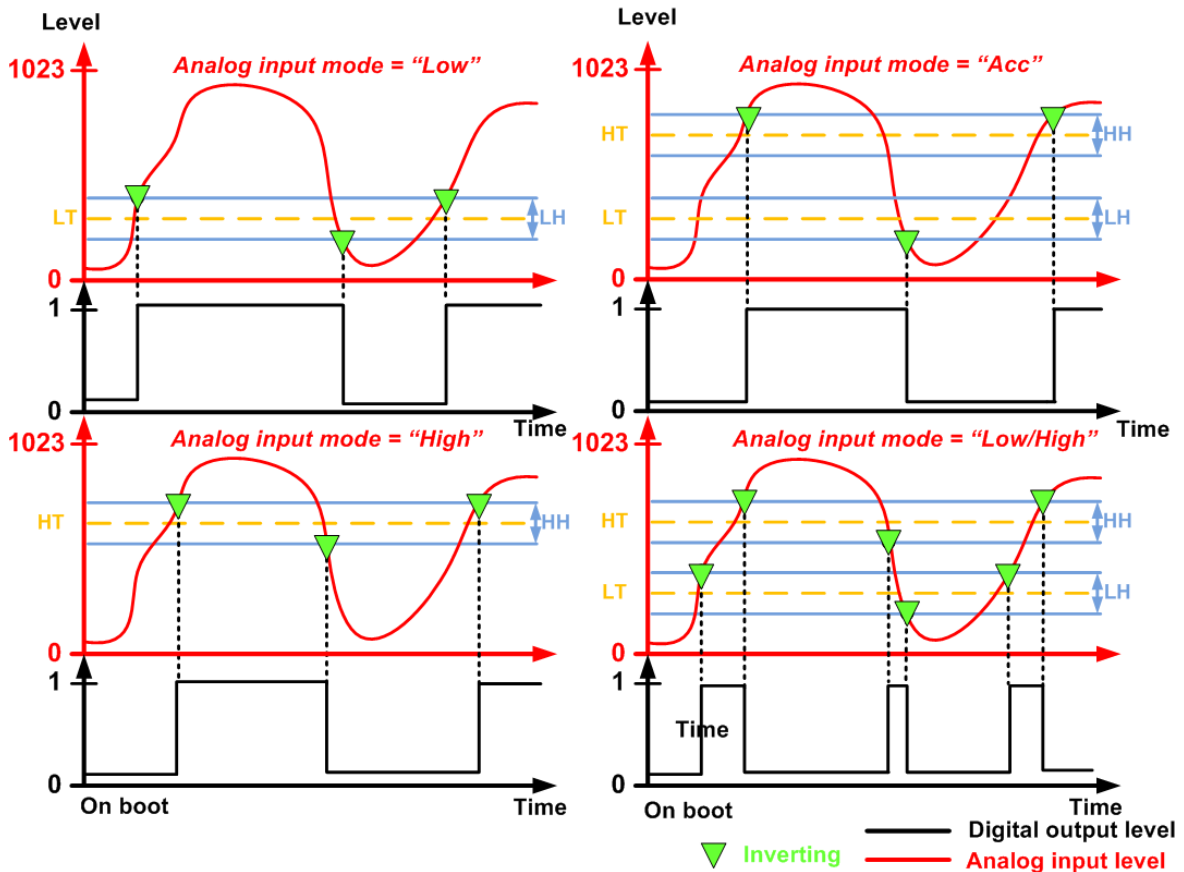 Level
1023
Analog input mode = “Low”
LT
LH
0
1
0
Time
Level
1023
Analog input mode = “Acc”
HT
HH
LT
LH
0
1
0
Time
1023
Analog input mode = “High”
HT
HH
0
1
0
On boot
Time
1023
Analog input mode = “Low/High”
HT
HH
LT
LH
0
1
Time
0
On boot
Time
Inverting
Digital output level
Analog input level